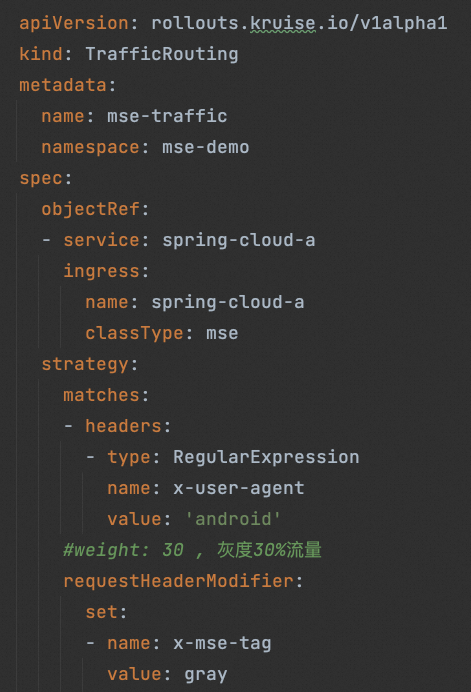 apiVersion: rollouts.kruise.io/v1alpha1
kind: TrafficRouting
metadata:
  name: mse-traffic
  namespace: mse-demo
spec:
  objectRef:
  - service: spring-cloud-a
    ingress:
      name: spring-cloud-a
      classType: mse
  strategy:
    matches:
    - headers:
      - type: RegularExpression
        name: x-user-agent
        value: 'android'
    #weight: 30 , 灰度30%流量
    requestHeaderModifier:
      set:
      - name: x-mse-tag
        value: gray